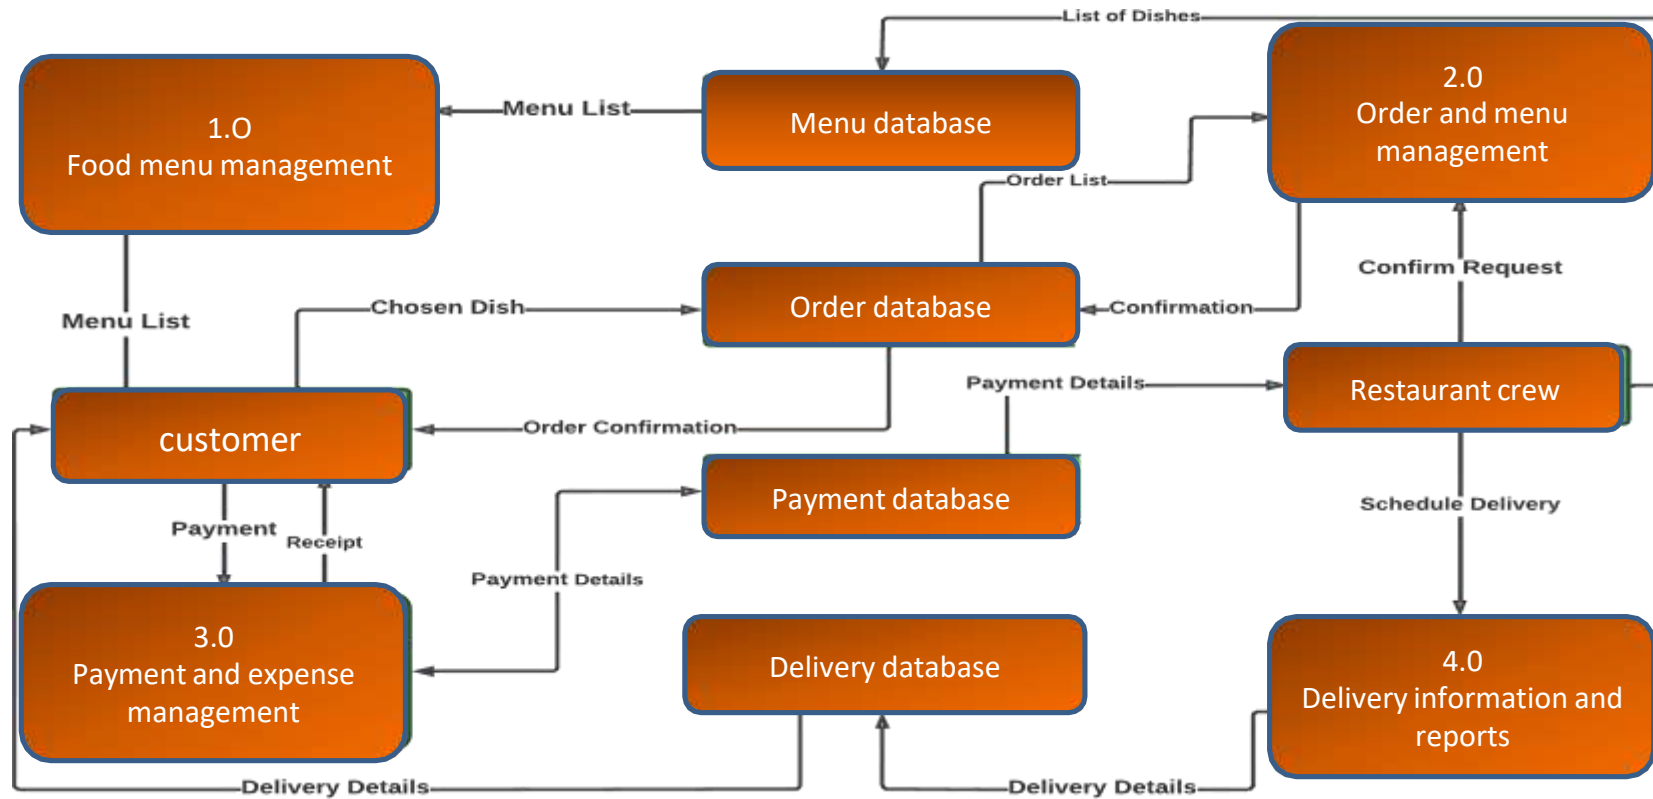 List of Dishes
1.O
Food menu management
Menu List
Menu database
2.0
Order and menu
management
Order List
Confirm Request
Menu List
Chosen Dish
Order database
Confirmation
Payment Details
Restaurant crew
customer
Order Confirmation
Payment database
Schedule Delivery
Payment
Receipt
Payment Details
3.0
Payment and expense
management
Delivery database
4.0
Delivery information and
reports
Delivery Details
Delivery Details